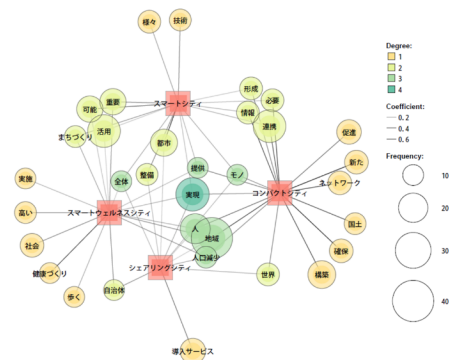 様々
技術
Degree:
1
2
3
4
Coefficient:
0.2
0.4
0.6
Frequency:
10
20
30
40
スマートシティ
重要
可能
活用
まちづくり
形成
必要
情報
連携
都市
促進
全体
整備
提供
モノ
新た
ネットワーク
実施
実現
コンパクトシティ
高い
スマートウェルネスシティ
人
地域
国土
社会
人口減少
確保
健康づくり
シェアリングシティ
世界
構築
歩く
自治体
導入サービス